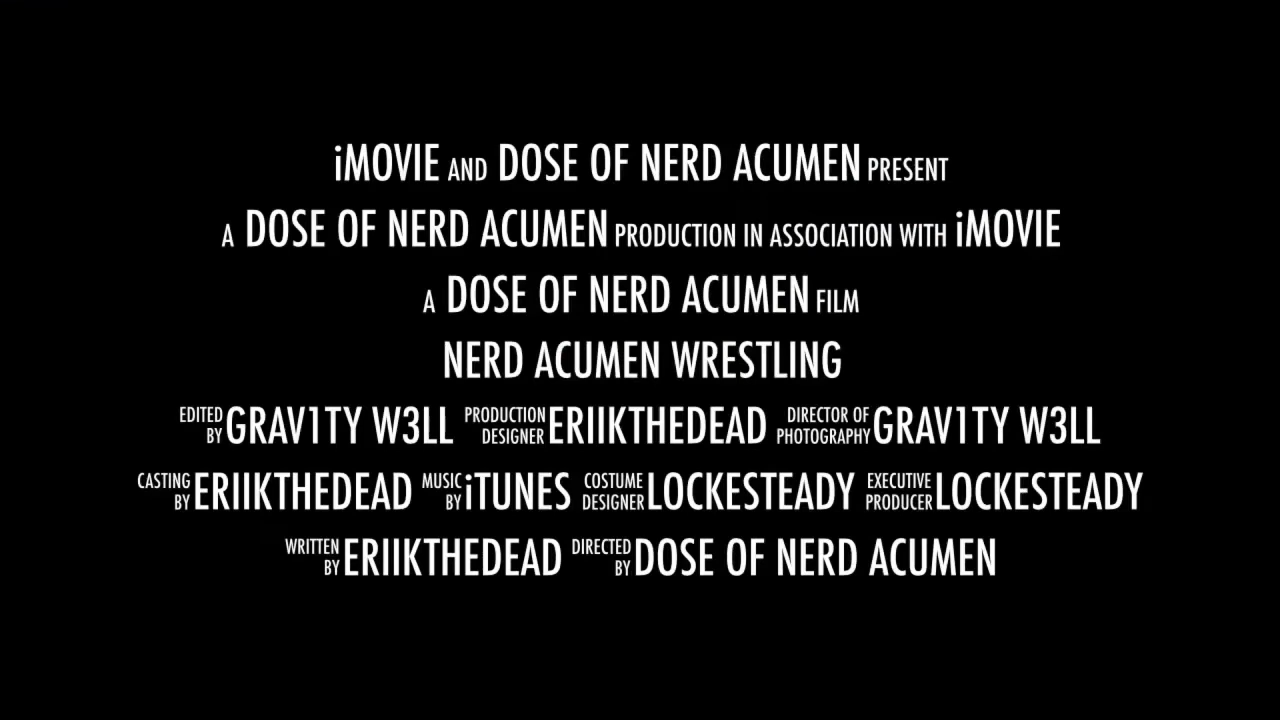 iMOVIE AND DOSE OF NERD ACUMEN PRESENT
A DOSE OF NERD ACUMEN PRODUCTION IN ASSOCIATION WITH iMOVIE
A DOSE OF NERD ACUMEN FILM
NERD ACUMEN WRESTLING
EDITED BY GRAV1TY W3LL PRODUCTION DESIGNER ERIIKTHEDEAD DIRECTOR OF PHOTOGRAPHY GRAV1TY W3LL
CASTING BY ERIIKTHEDEAD MUSIC BY iTUNES COSTUME DESIGNER LOCKESTEADY EXECUTIVE PRODUCER LOCKESTEADY
WRITTEN BY ERIIKTHEDEAD DIRECTED BY DOSE OF NERD ACUMEN